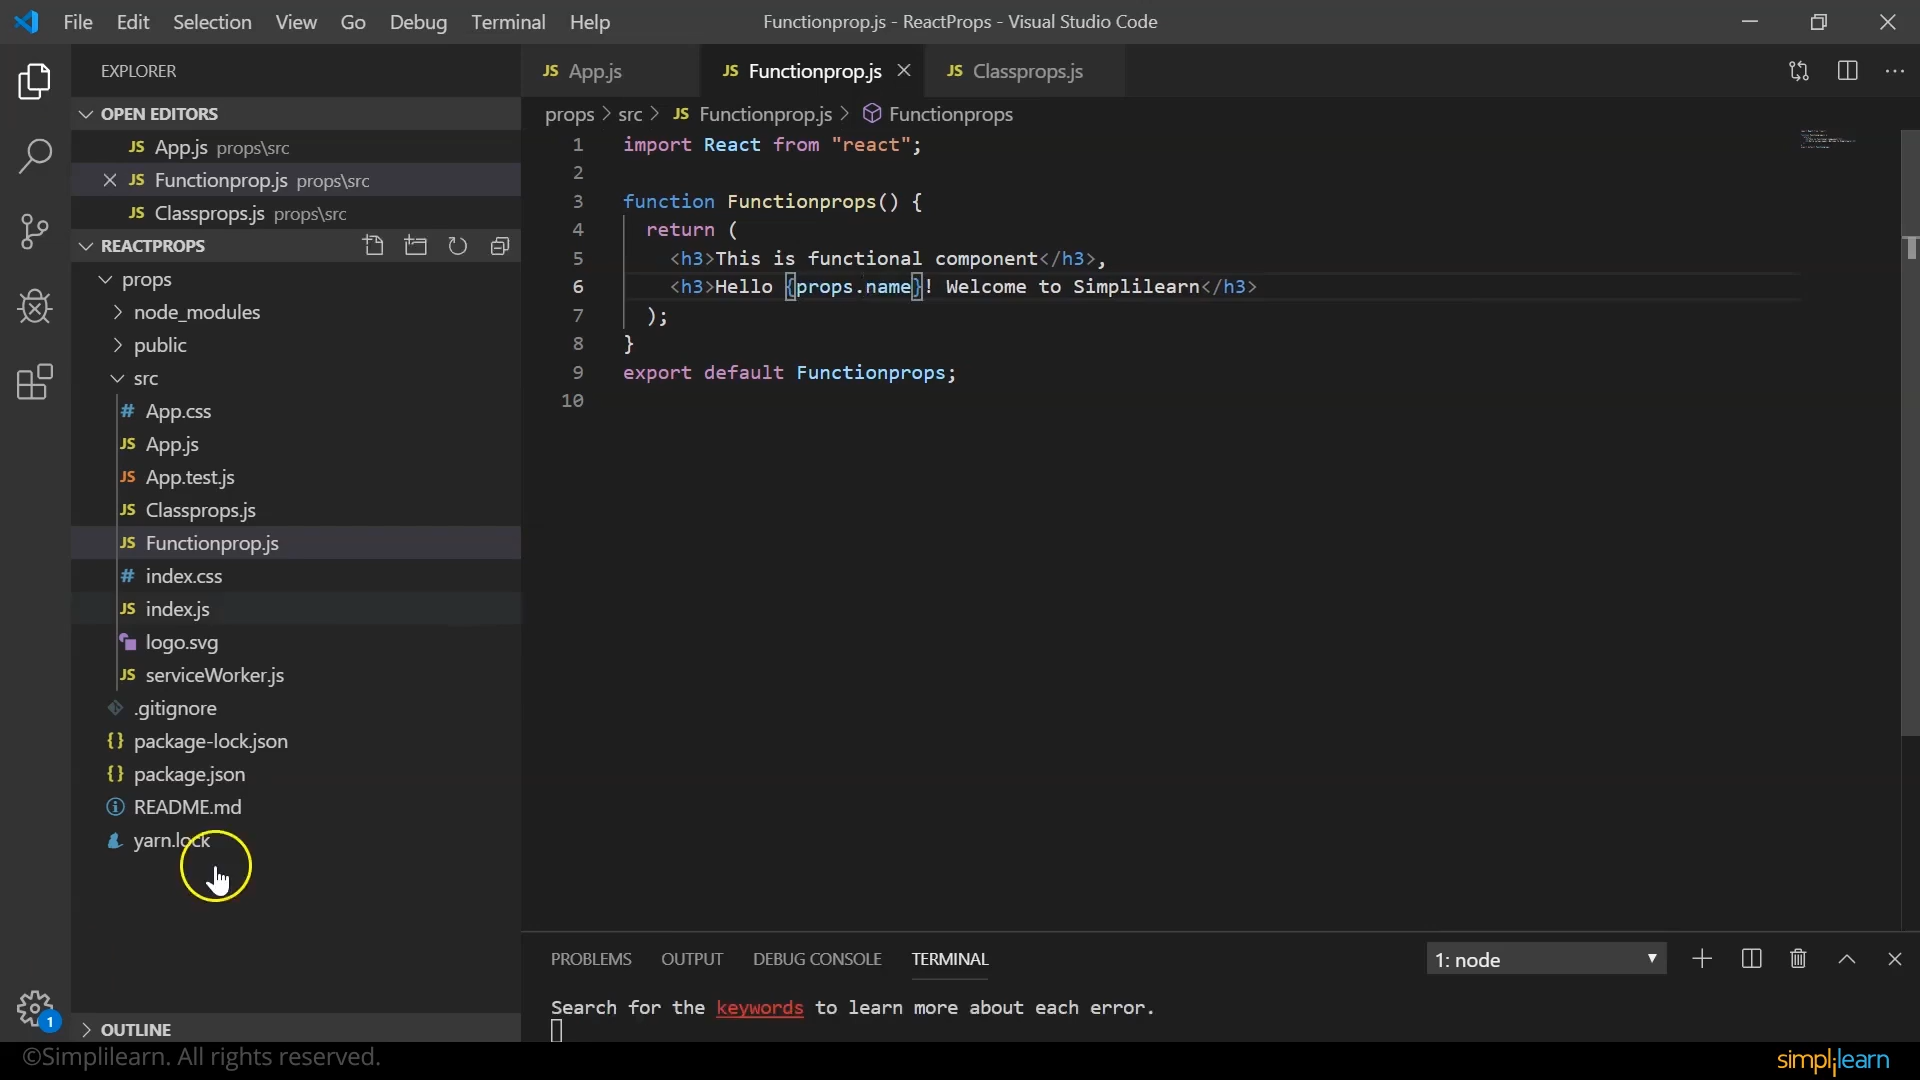 File Edit Selection View Go Debug Terminal Help Functionprop.js - ReactProps - Visual Studio Code
EXPLORER
OPEN EDITORS
JS App.js props\src
JS Functionprop.js props\src
JS Classprops.js props\src
REACTPROPS
props
node_modules
public
src
# App.css
JS App.js
JS App.test.js
JS Classprops.js
JS Functionprop.js
# index.css
JS index.js
logo.svg
JS serviceWorker.js
.gitignore
{} package-lock.json
{} package.json
README.md
yarn.lock
OUTLINE
1
JS App.js JS Functionprop.js JS Classprops.js
props > src > JS Functionprop.js > Functionprops
1 import React from "react";
2
3 function Functionprops() {
4 return (
5 <h3>This is functional component</h3>,
6 <h3>Hello {props.name}! Welcome to Simplilearn</h3>
7 );
8 }
9 export default Functionprops;
10
PROBLEMS OUTPUT DEBUG CONSOLE TERMINAL 1: node
Search for the keywords to learn more about each error.
©Simplilearn. All rights reserved.
simplilearn